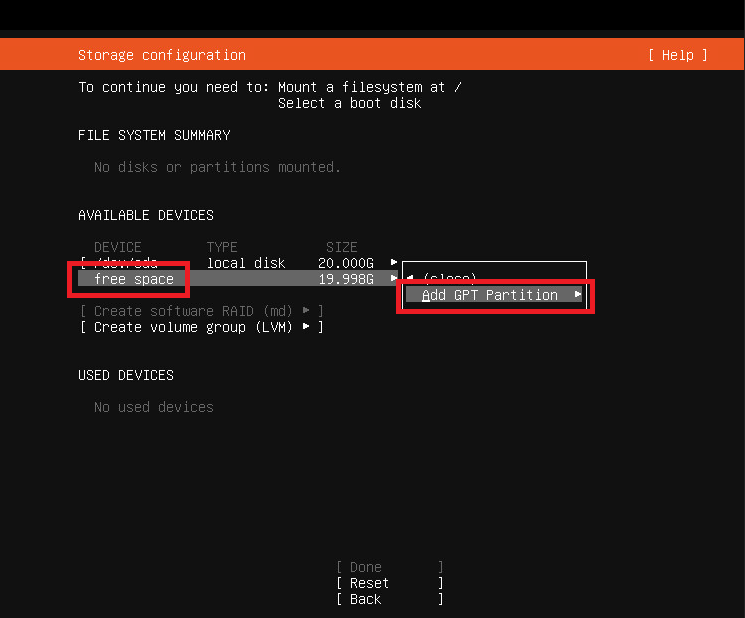 Storage configuration [ Help ]
To continue you need to: Mount a filesystem at /
Select a boot disk
FILE SYSTEM SUMMARY
No disks or partitions mounted.
AVAILABLE DEVICES
DEVICE TYPE SIZE
[ /dev/sda local disk 20.000G ▸
free space 19.998G ▸
◂ (close)
Add GPT Partition ▸
[ Create software RAID (md) ▸ ]
[ Create volume group (LVM) ▸ ]
USED DEVICES
No used devices
[ Done ]
[ Reset ]
[ Back ]